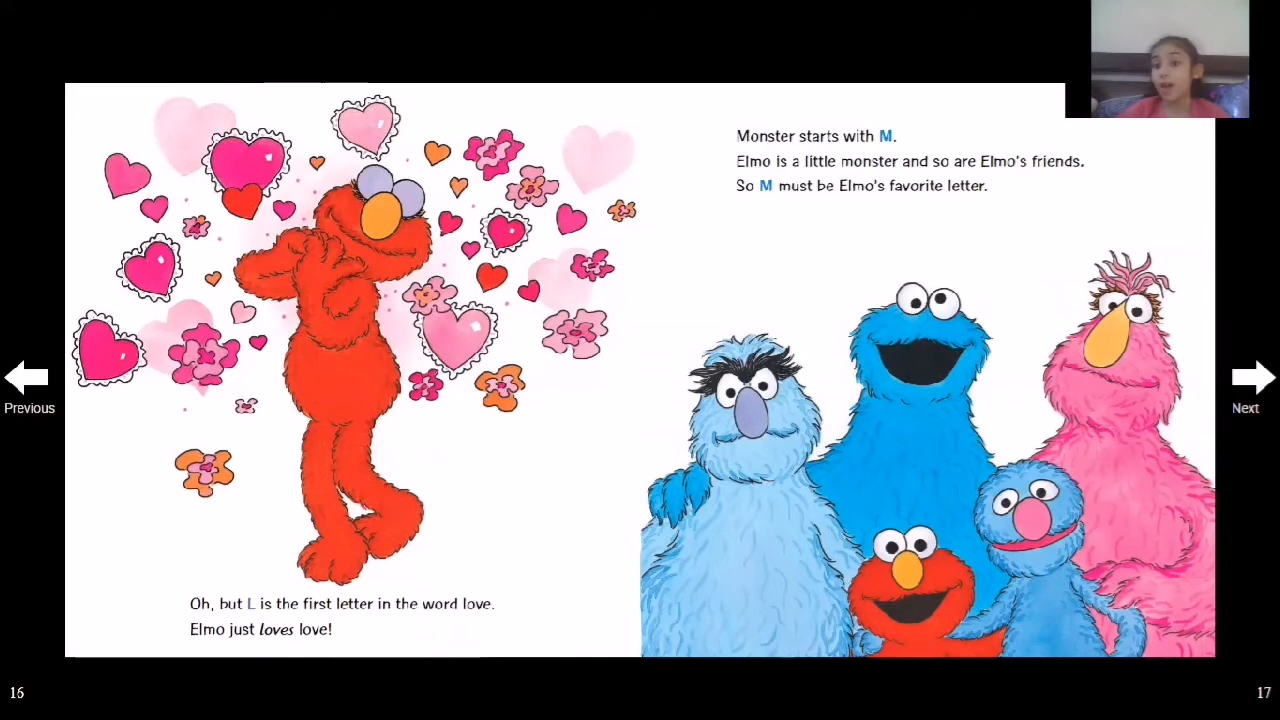 Monster starts with M.
Elmo is a little monster and so are Elmo's friends.
So M must be Elmo's favorite letter.
Previous
Next
Oh, but L is the first letter in the word love.
Elmo just loves love!
16
17